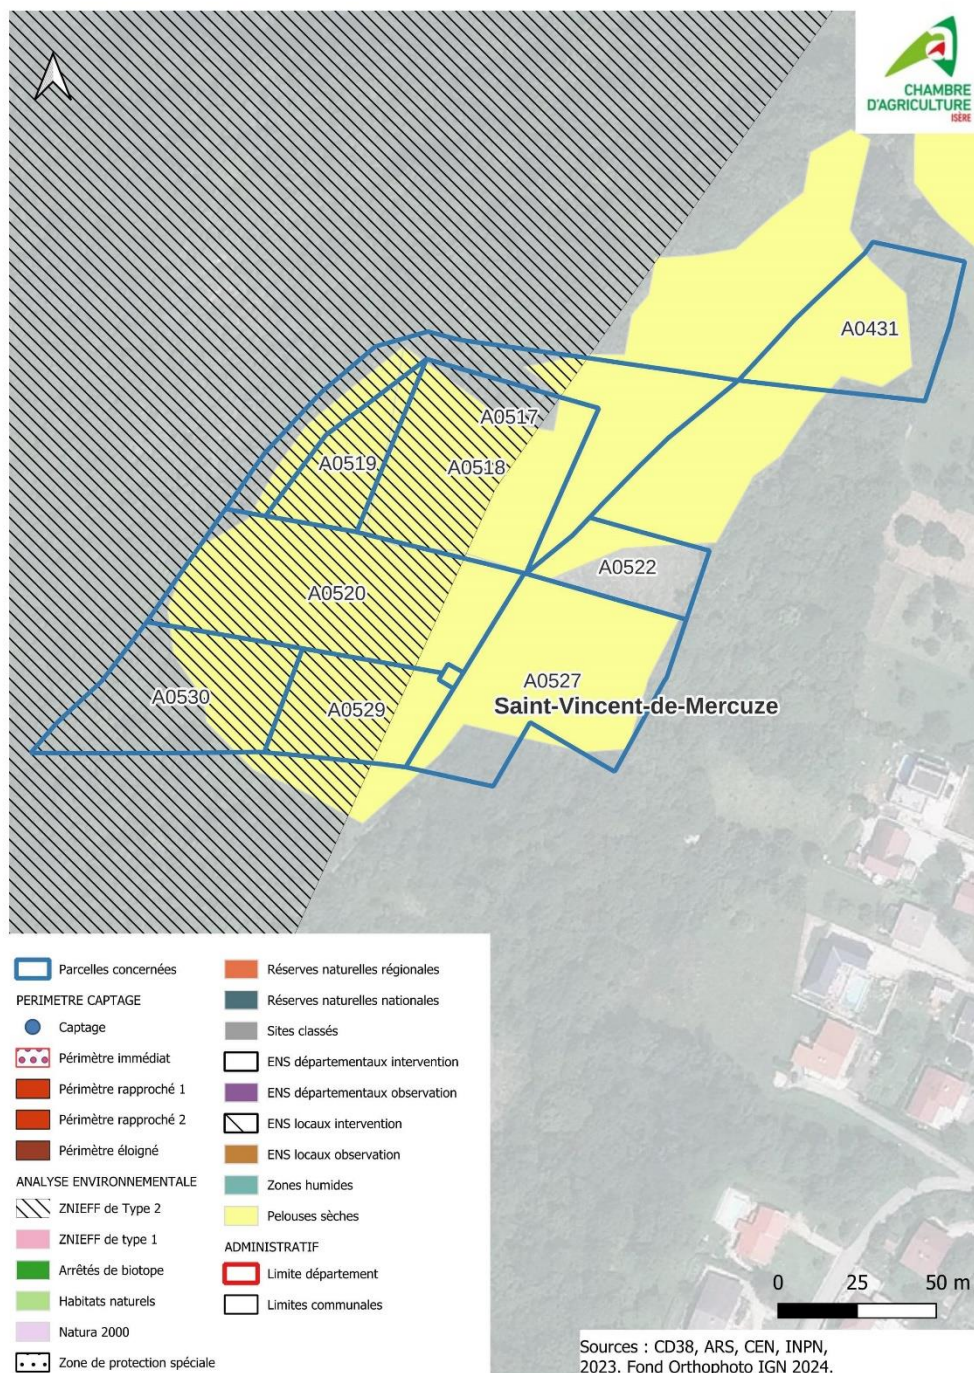 CHAMBRE
D'AGRICULTURE
ISÈRE
A0431
A0517
A0519
A0518
A0522
A0520
A0527
A0530
A0529
Saint-Vincent-de-Mercuze
Parcelles concernées
PERIMETRE CAPTAGE
Captage
Périmètre immédiat
Périmètre rapproché 1
Périmètre rapproché 2
Périmètre éloigné
ANALYSE ENVIRONNEMENTALE
ZNIEFF de Type 2
ZNIEFF de type 1
Arrêtés de biotope
Habitats naturels
Natura 2000
Zone de protection spéciale
Réserves naturelles régionales
Réserves naturelles nationales
Sites classés
ENS départementaux intervention
ENS départementaux observation
ENS locaux intervention
ENS locaux observation
Zones humides
Pelouses sèches
ADMINISTRATIF
Limite département
Limites communales
0 25 50 m
Sources : CD38, ARS, CEN, INPN,
2023. Fond Orthophoto IGN 2024.